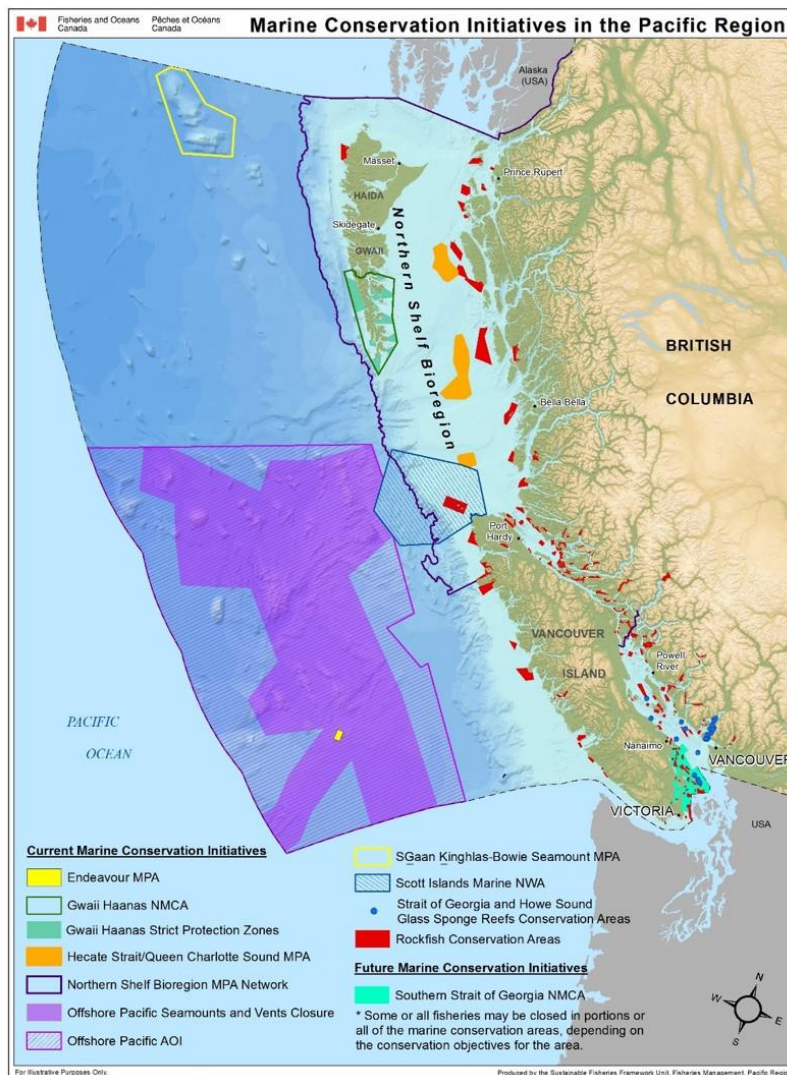 Fisheries and Oceans
Canada
Pêches et Océans
Canada
Marine Conservation Initiatives in the Pacific Region
Alaska
(USA)
Masset
Prince Rupert
HAIDA
Skidegate
GWAII
Northern Shelf Bioregion
BRITISH
COLUMBIA
Bella Bella
Port
Hardy
VANCOUVER
ISLAND
Powell
River
PACIFIC
OCEAN
Nanaimo
VANCOUVER
VICTORIA
USA
Current Marine Conservation Initiatives
Endeavour MPA
Gwaii Haanas NMCA
Gwaii Haanas Strict Protection Zones
Hecate Strait/Queen Charlotte Sound MPA
Northern Shelf Bioregion MPA Network
Offshore Pacific Seamounts and Vents Closure
Offshore Pacific AOI
SG̲aan K̲inghlas-Bowie Seamount MPA
Scott Islands Marine NWA
Strait of Georgia and Howe Sound
Glass Sponge Reefs Conservation Areas
Rockfish Conservation Areas
Future Marine Conservation Initiatives
Southern Strait of Georgia NMCA
* Some or all fisheries may be closed in portions or
all of the marine conservation areas, depending on
the conservation objectives for the area.
N
W
E
S
For Illustrative Purposes Only.
Produced by the Sustainable Fisheries Framework Unit, Fisheries Management, Pacific Regio